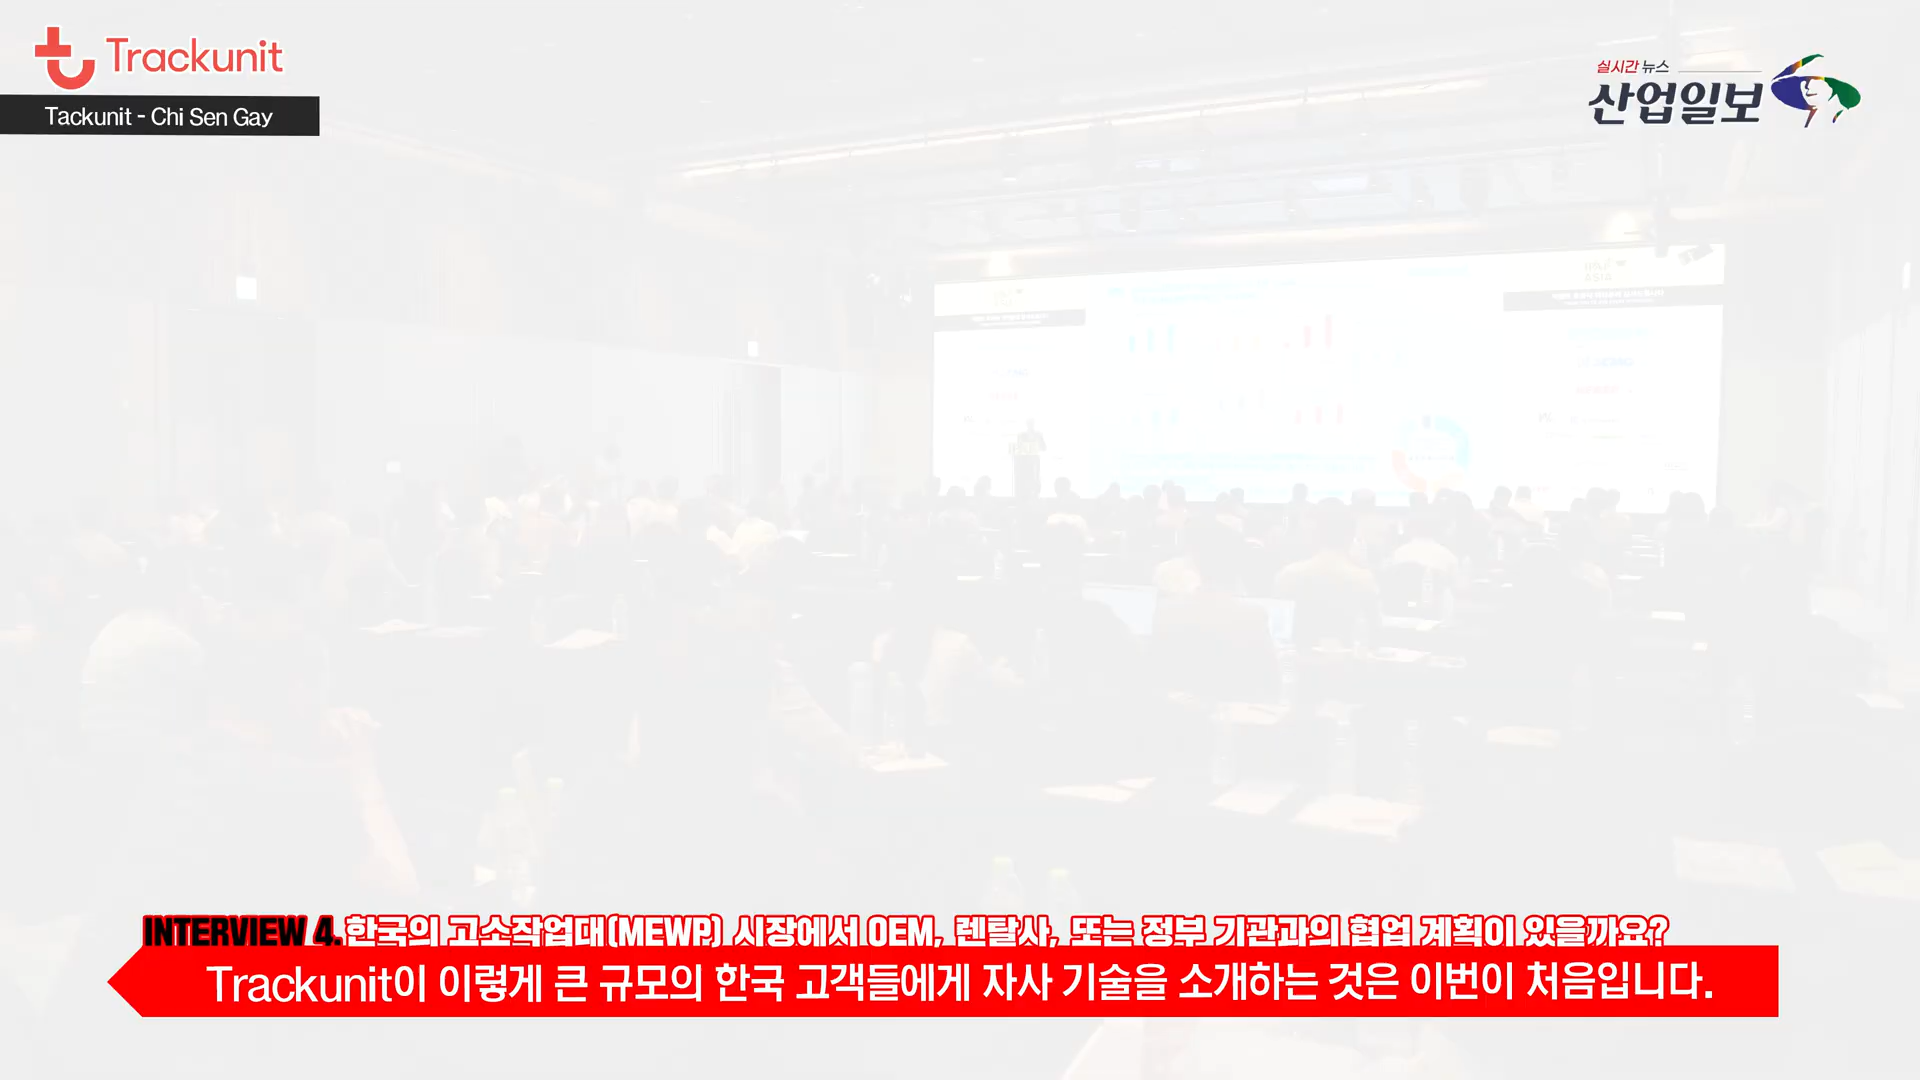 Trackunit
Tackunit - Chi Sen Gay
실시간 뉴스
산업일보
ASIA
INTERVIEW 4. 한국의 고소작업대(MEWP) 시장에서 OEM, 렌탈사, 또는 정부 기관과의 협업 계획이 있을까요?
Trackunit이 이렇게 큰 규모의 한국 고객들에게 자사 기술을 소개하는 것은 이번이 처음입니다.